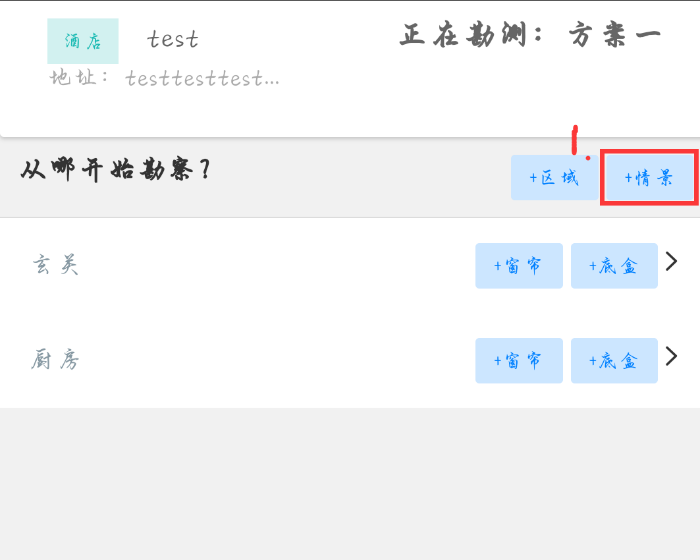 酒店 test 正在勘测：方案一
地址：testtesttest...
1.
从哪开始勘察？ +区域 +情景
玄关 +窗帘 +底盒
厨房 +窗帘 +底盒